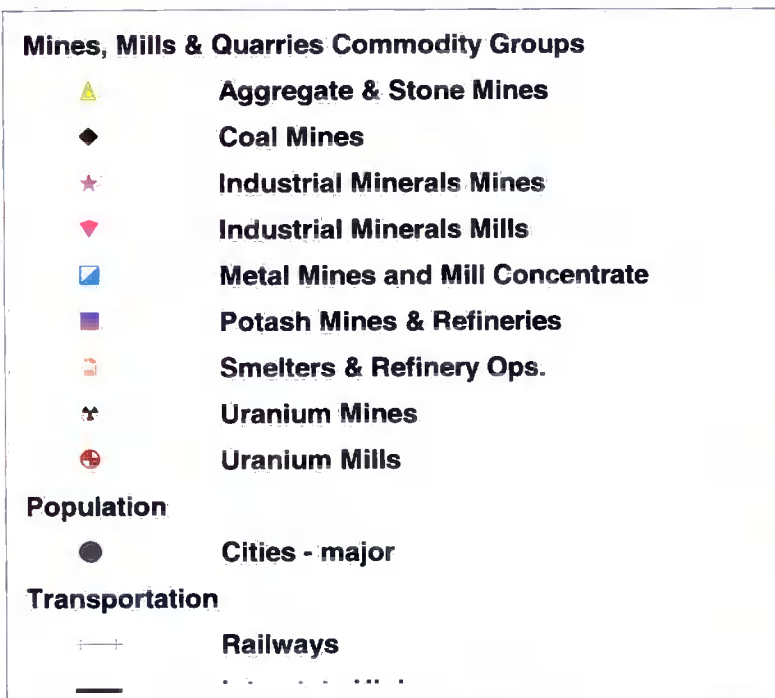 Mines, Mills & Quarries Commodity Groups
Aggregate & Stone Mines
Coal Mines
Industrial Minerals Mines
Industrial Minerals Mills
Metal Mines and Mill Concentrate
Potash Mines & Refineries
Smelters & Refinery Ops.
Uranium Mines
Uranium Mills
Population
Cities - major
Transportation
Railways